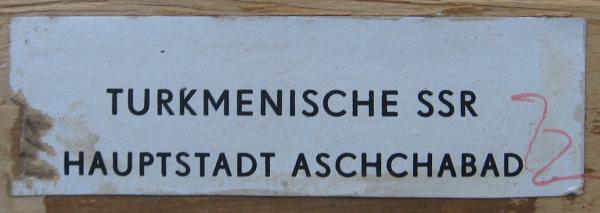 TURKMENISCHE SSR
HAUPTSTADT ASCHCHABAD